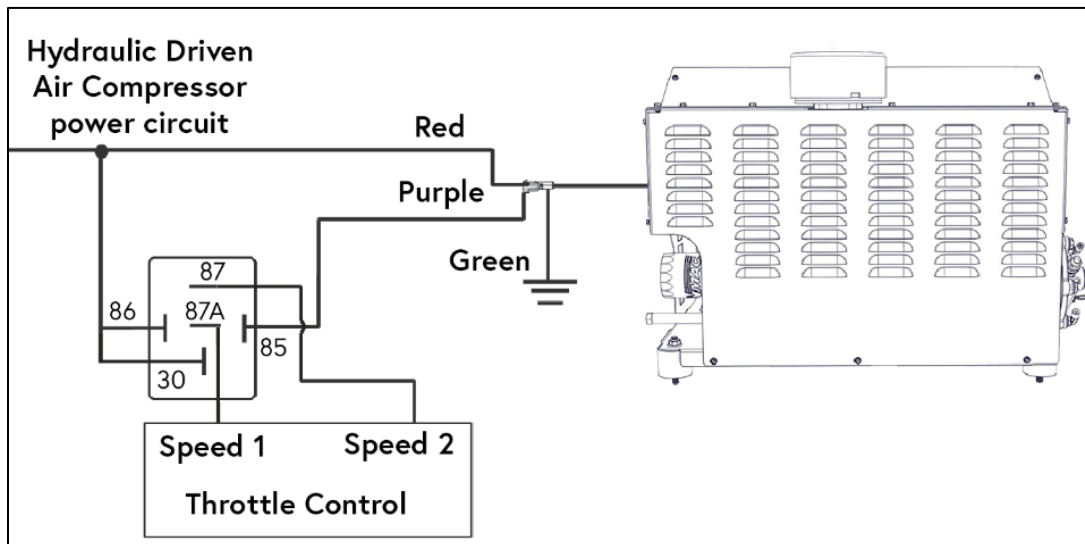 Hydraulic Driven
Air Compressor
power circuit
Red
Purple
Green
87
86
87A
85
30
Speed 1
Speed 2
Throttle Control